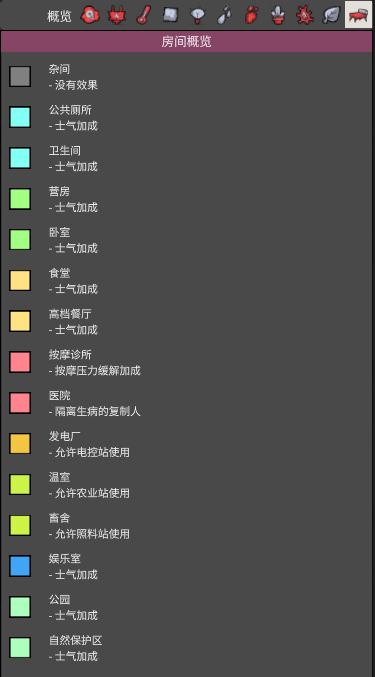 概览
房间概览
杂间
- 没有效果
公共厕所
- 士气加成
卫生间
- 士气加成
营房
- 士气加成
卧室
- 士气加成
食堂
- 士气加成
高档餐厅
- 士气加成
按摩诊所
- 按摩压力缓解加成
医院
- 隔离生病的复制人
发电厂
- 允许电控站使用
温室
- 允许农业站使用
畜舍
- 允许照料站使用
娱乐室
- 士气加成
公园
- 士气加成
自然保护区
- 士气加成